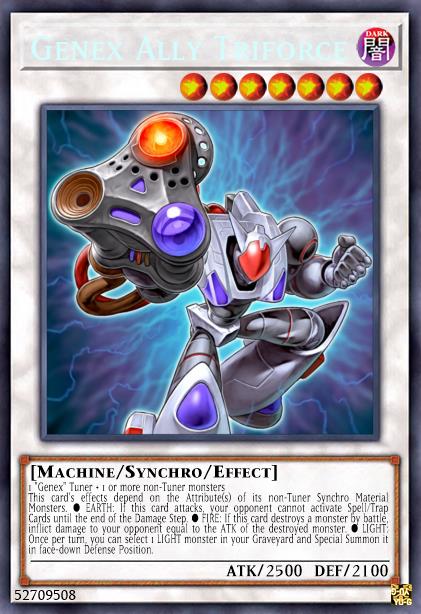 Genex Ally Triforce
DARK
闇
[Machine/Synchro/Effect]
1 "Genex" Tuner + 1 or more non-Tuner monsters
This card's effects depend on the Attribute(s) of its non-Tuner Synchro Material
Monsters. ● EARTH: If this card attacks, your opponent cannot activate Spell/Trap
Cards until the end of the Damage Step. ● FIRE: If this card destroys a monster by battle,
inflict damage to your opponent equal to the ATK of the destroyed monster. ● LIGHT:
Once per turn, you can select 1 LIGHT monster in your Graveyard and Special Summon it
in face-down Defense Position.
ATK/2500 DEF/2100
52709508